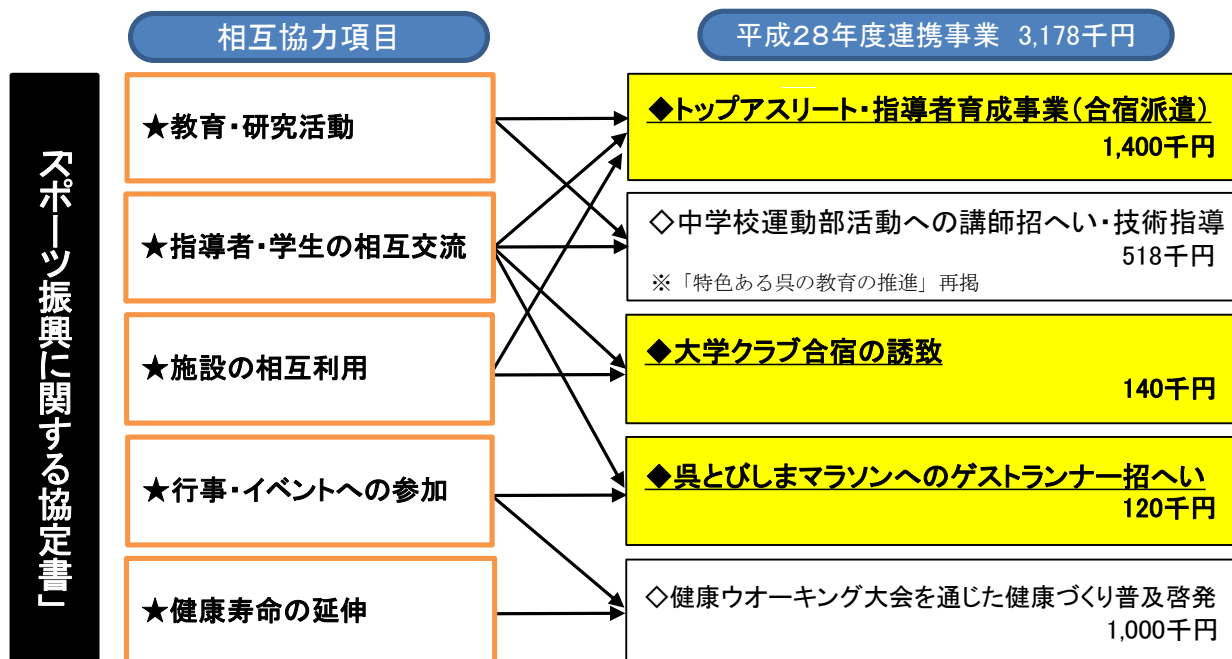 相互協力項目
平成28年度連携事業 3,178千円
「スポーツ振興に関する協定書」
★教育・研究活動
★指導者・学生の相互交流
★施設の相互利用
★行事・イベントへの参加
★健康寿命の延伸
◆トップアスリート・指導者育成事業(合宿派遣)
1,400千円
◇中学校運動部活動への講師招へい・技術指導
518千円
※「特色ある呉の教育の推進」再掲
◆大学クラブ合宿の誘致
140千円
◆呉とびしまマラソンへのゲストランナー招へい
120千円
◇健康ウオーキング大会を通じた健康づくり普及啓発
1,000千円